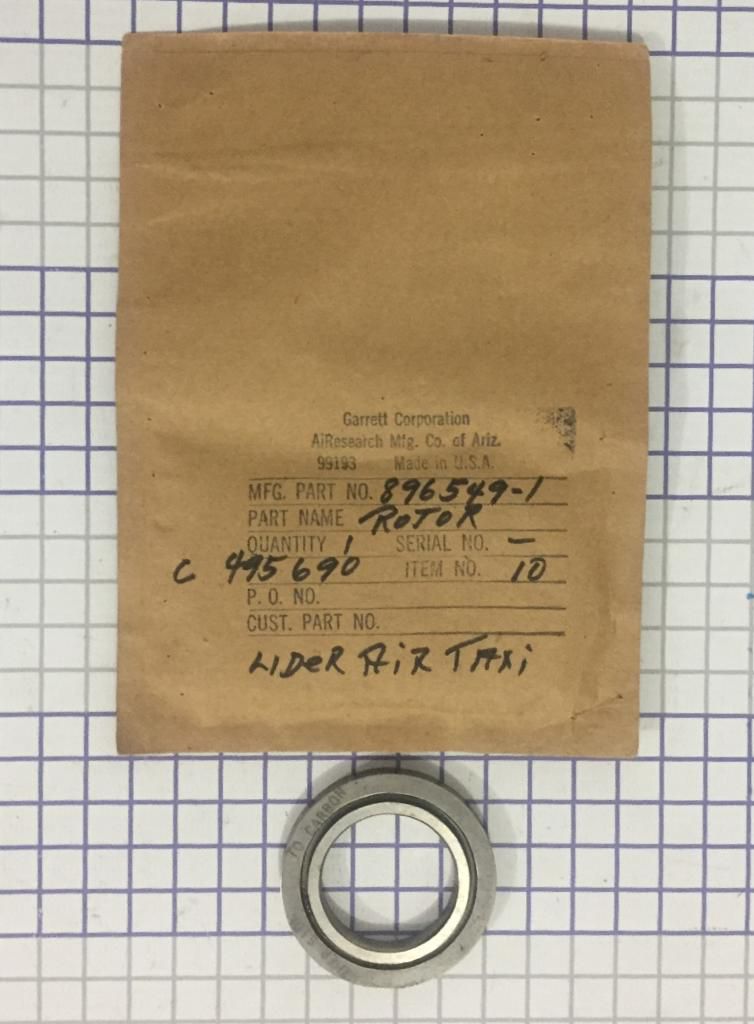 Garrett Corporation
AiResearch Mfg. Co. of Ariz.
99193 Made in U.S.A.
MFG. PART NO. 896549-1
PART NAME ROTOR
QUANTITY 1 SERIAL NO. —
C 495690 ITEM NO. 10
P. O. NO.
CUST. PART NO.
LIDER AIR TAXI
TO CARBON